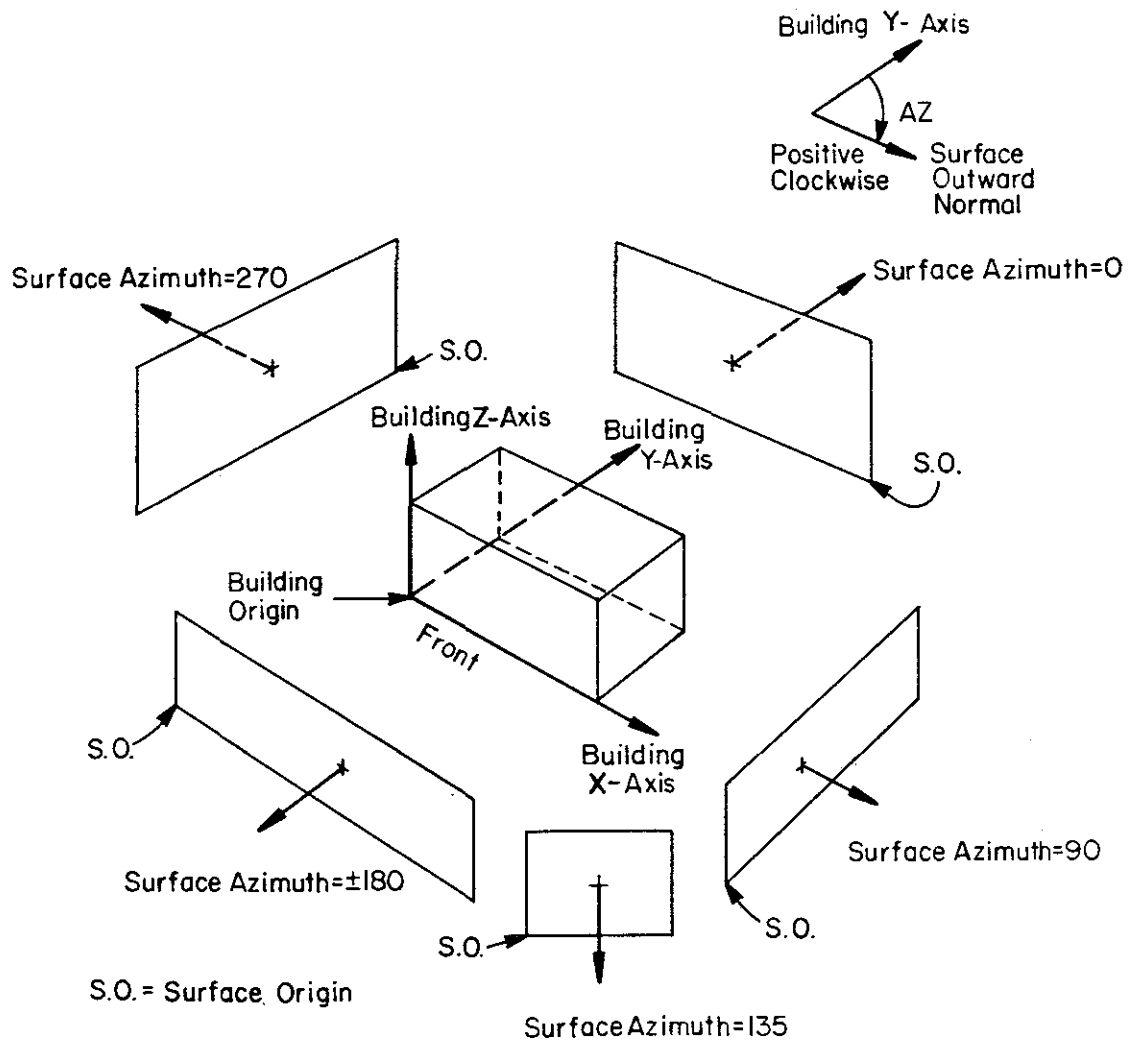 Building Y- Axis
AZ
Positive
Clockwise
Surface
Outward
Normal
Surface Azimuth=270
Surface Azimuth=0
S.O.
Building Z-Axis
Building
Y-Axis
S.O.
Building
Origin
Front
S.O.
Building
X-Axis
Surface Azimuth=90
Surface Azimuth=±180
S.O.
S.O.
S.O. = Surface Origin
Surface Azimuth=135